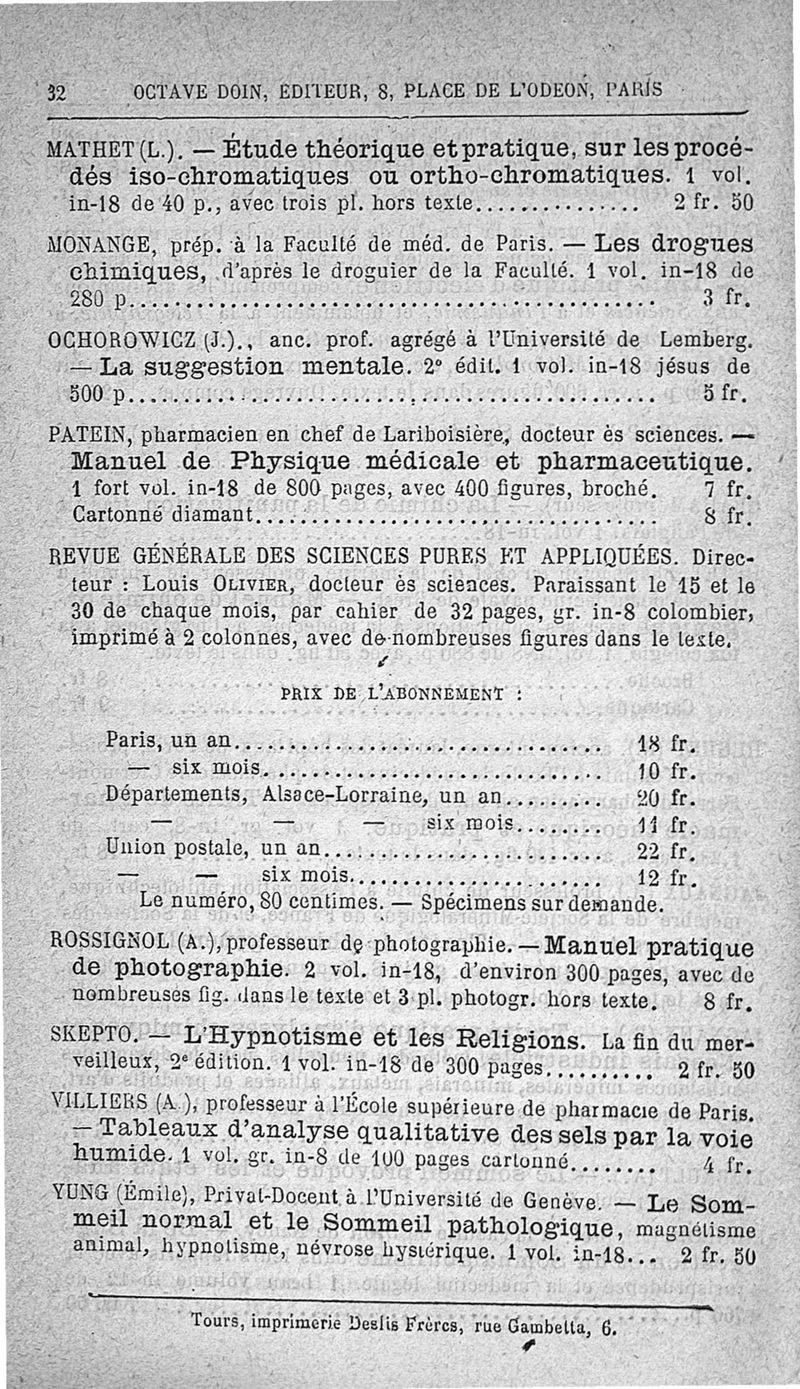 32 OCTAVE DOIN, ÉDITEUR, 8, PLACE DE L'ODÉON, PARIS
MATHET (L.). — Étude théorique et pratique, sur les procé-
dés iso-chromatiques ou ortho-chromatiques. 1 vol.
in-18 de 40 p., avec trois pl. hors texte................ 2 fr. 50
MONANGE, prép. à la Faculté de méd. de Paris. — Les drogues
chimiques, d'après le droguier de la Faculté. 1 vol. in-18 de
280 p.................................................. 3 fr.
OCHOROWICZ (J.)., anc. prof. agrégé à l'Université de Lemberg.
— La suggestion mentale. 2e édit. 1 vol. in-18 jésus de
500 p.................................................. 5 fr.
PATEIN, pharmacien en chef de Lariboisière, docteur ès sciences. —
Manuel de Physique médicale et pharmaceutique.
1 fort vol. in-18 de 800 pages, avec 400 figures, broché. 7 fr.
Cartonné diamant...................................... 8 fr.
REVUE GÉNÉRALE DES SCIENCES PURES ET APPLIQUÉES. Direc-
teur : Louis OLIVIER, docteur ès sciences. Paraissant le 15 et le
30 de chaque mois, par cahier de 32 pages, gr. in-8 colombier,
imprimé à 2 colonnes, avec de nombreuses figures dans le texte.
PRIX DE L'ABONNEMENT :
Paris, un an.................................... 18 fr.
— six mois.................................. 10 fr.
Départements, Alsace-Lorraine, un an.......... 20 fr.
— — — six mois........ 11 fr.
Union postale, un an............................ 22 fr.
— — six mois......................... 12 fr.
Le numéro, 80 centimes. — Spécimens sur demande.
ROSSIGNOL (A.), professeur de photographie. — Manuel pratique
de photographie. 2 vol. in-18, d'environ 300 pages, avec de
nombreuses fig. dans le texte et 3 pl. photogr. hors texte. 8 fr.
SKEPTO. — L'Hypnotisme et les Religions. La fin du mer-
veilleux, 2e édition. 1 vol. in-18 de 300 pages.......... 2 fr. 50
VILLIERS (A.), professeur à l'École supérieure de pharmacie de Paris.
— Tableaux d'analyse qualitative des sels par la voie
humide. 1 vol. gr. in-8 de 100 pages cartonné........ 4 fr.
YUNG (Émile), Privat-Docent à l'Université de Genève. — Le Som-
meil normal et le Sommeil pathologique, magnétisme
animal, hypnotisme, névrose hystérique. 1 vol. in-18... 2 fr. 50
Tours, imprimerie Deslis Frères, rue Gambetta, 6.